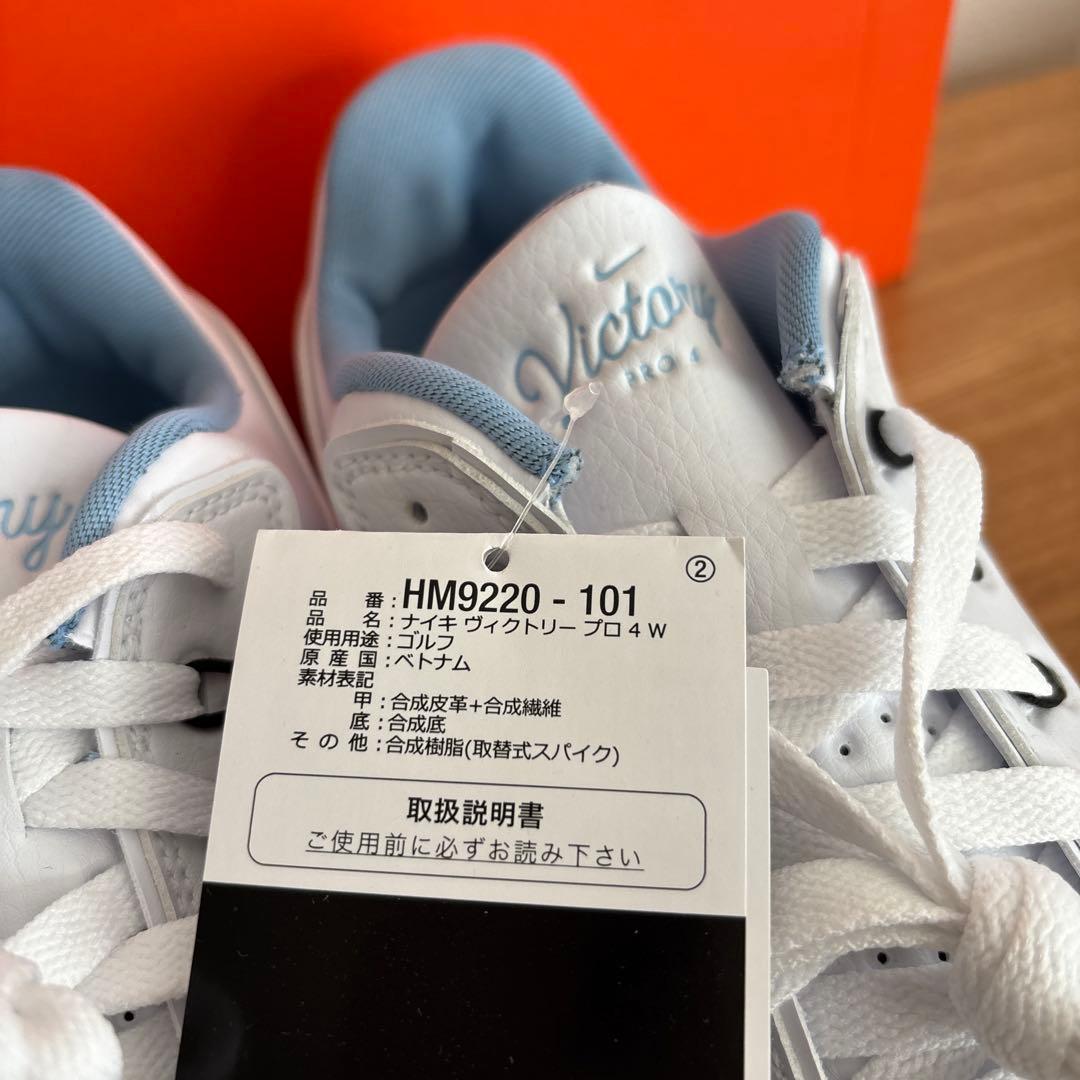 Victory
PRO 4
ry
②
品 番 : HM9220 - 101
品 名 : ナイキ ヴィクトリー プロ 4 W
使用用途 : ゴルフ
原 産 国 : ベトナム
素材表記
甲 : 合成皮革+合成繊維
底 : 合成底
そ の 他 : 合成樹脂(取替式スパイク)
取扱説明書
ご使用前に必ずお読み下さい